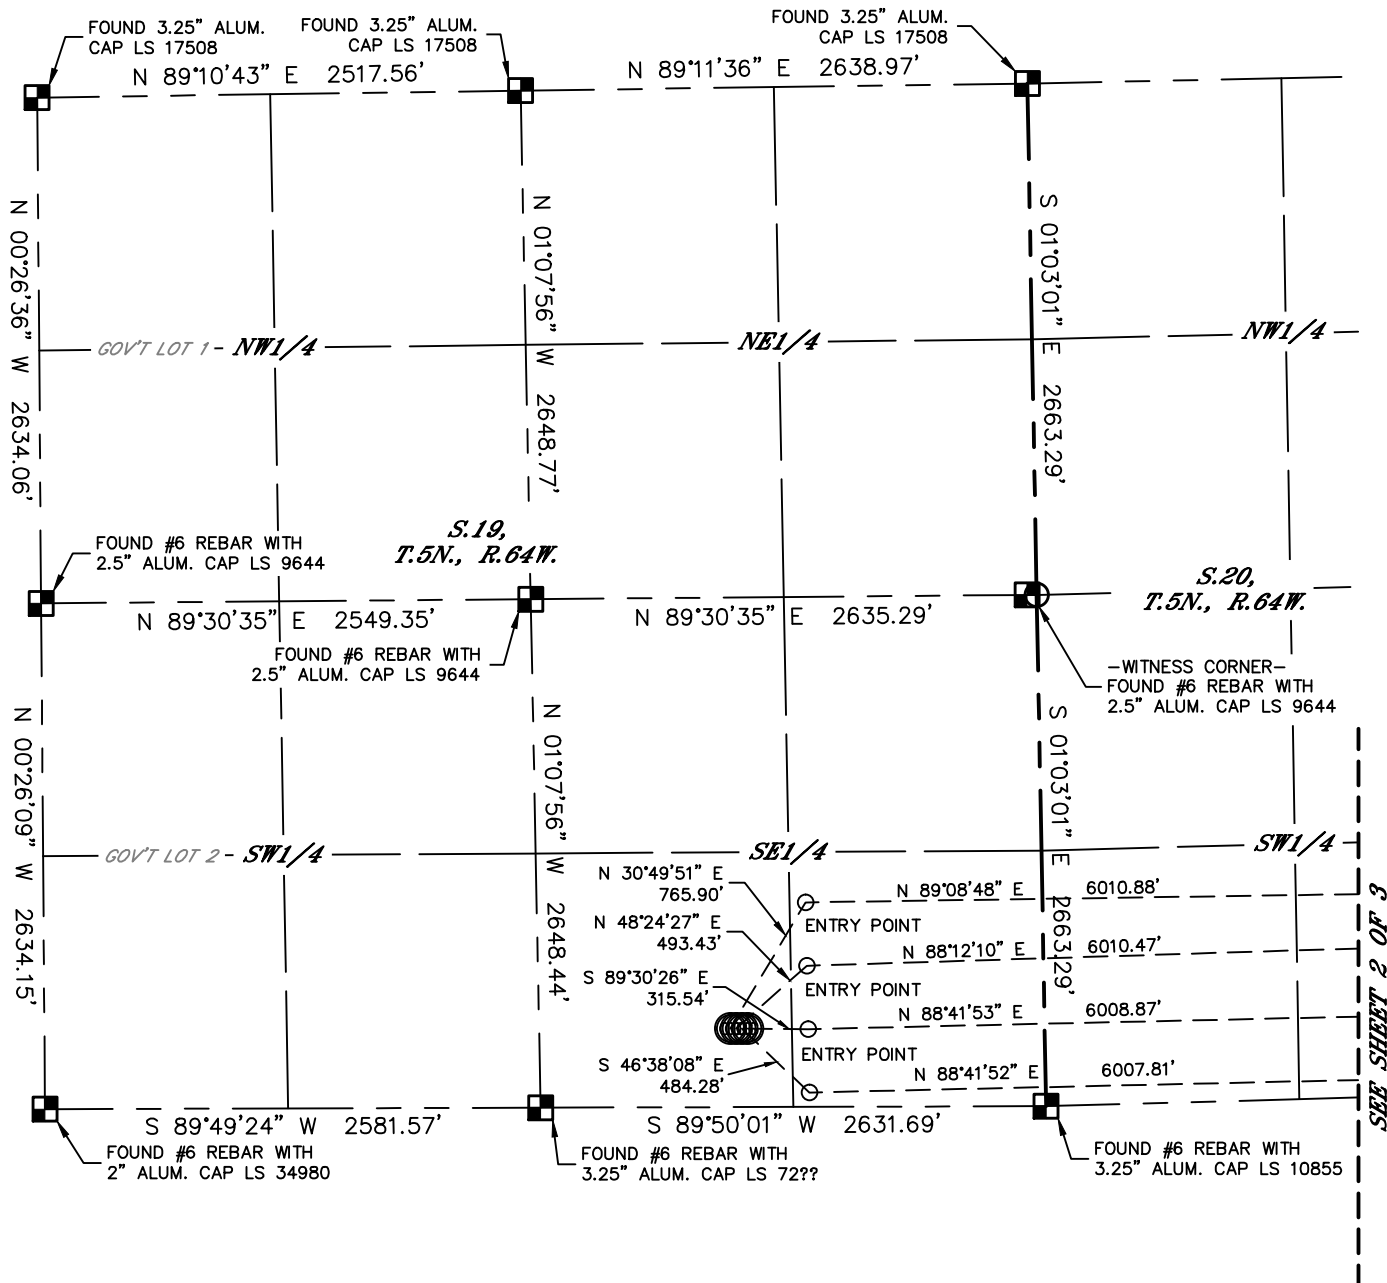 FOUND 3.25" ALUM.
CAP LS 17508
FOUND 3.25" ALUM.
CAP LS 17508
FOUND 3.25" ALUM.
CAP LS 17508
N 89°10'43" E 2517.56'
N 89°11'36" E 2638.97'
N 00°26'36" W 2634.06'
N 01°07'56" W 2648.77'
S 01°03'01" E 2663.29'
GOV'T LOT 1 - NW1/4
NE1/4
NW1/4
S.19,
T.5N., R.64W.
FOUND #6 REBAR WITH
2.5" ALUM. CAP LS 9644
S.20,
T.5N., R.64W.
N 89°30'35" E 2549.35'
N 89°30'35" E 2635.29'
FOUND #6 REBAR WITH
2.5" ALUM. CAP LS 9644
-WITNESS CORNER-
FOUND #6 REBAR WITH
2.5" ALUM. CAP LS 9644
N 00°26'09" W 2634.15'
N 01°07'56" W 2648.44'
S 01°03'01" E 2663.29'
GOV'T LOT 2 - SW1/4
SE1/4
SW1/4
N 30°49'51" E
765.90'
N 89°08'48" E 6010.88'
ENTRY POINT
N 48°24'27" E
493.43'
N 88°12'10" E 6010.47'
ENTRY POINT
S 89°30'26" E
315.54'
N 88°41'53" E 6008.87'
ENTRY POINT
S 46°38'08" E
484.28'
N 88°41'52" E 6007.81'
SEE SHEET 2 OF 3
S 89°49'24" W 2581.57'
S 89°50'01" W 2631.69'
FOUND #6 REBAR WITH
2" ALUM. CAP LS 34980
FOUND #6 REBAR WITH
3.25" ALUM. CAP LS 72??
FOUND #6 REBAR WITH
3.25" ALUM. CAP LS 10855